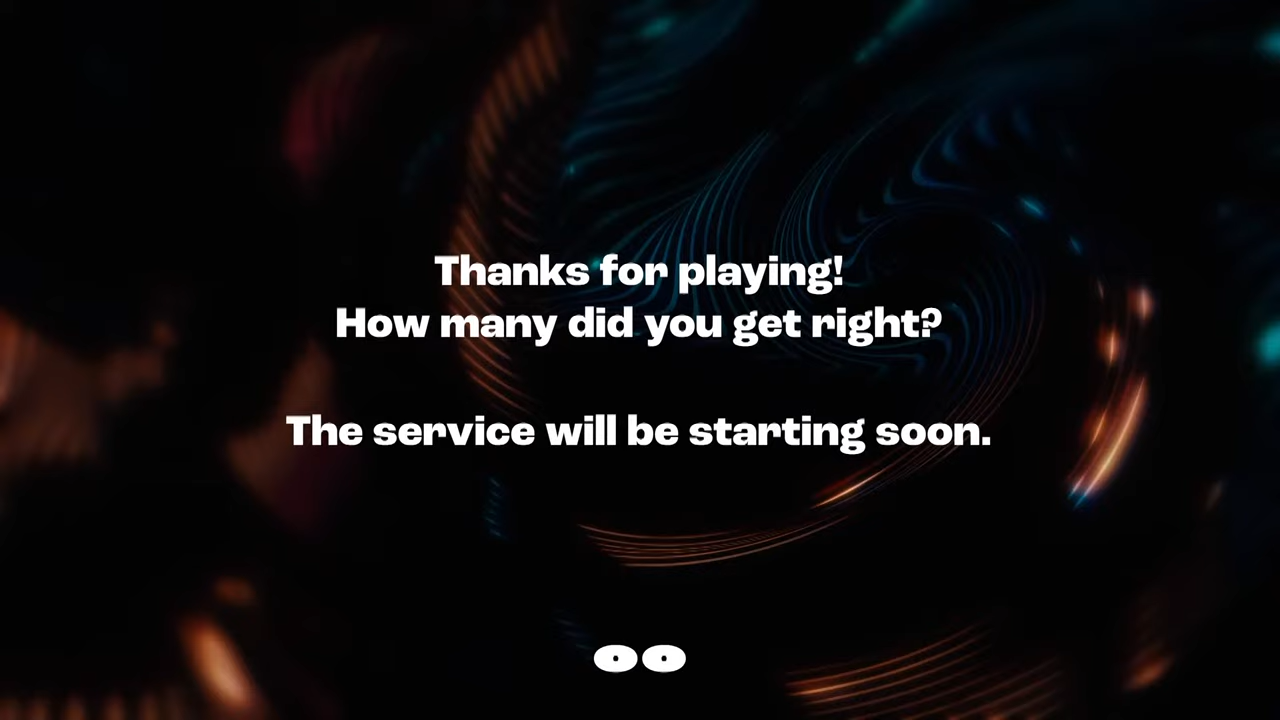 Thanks for playing!
How many did you get right?
The service will be starting soon.